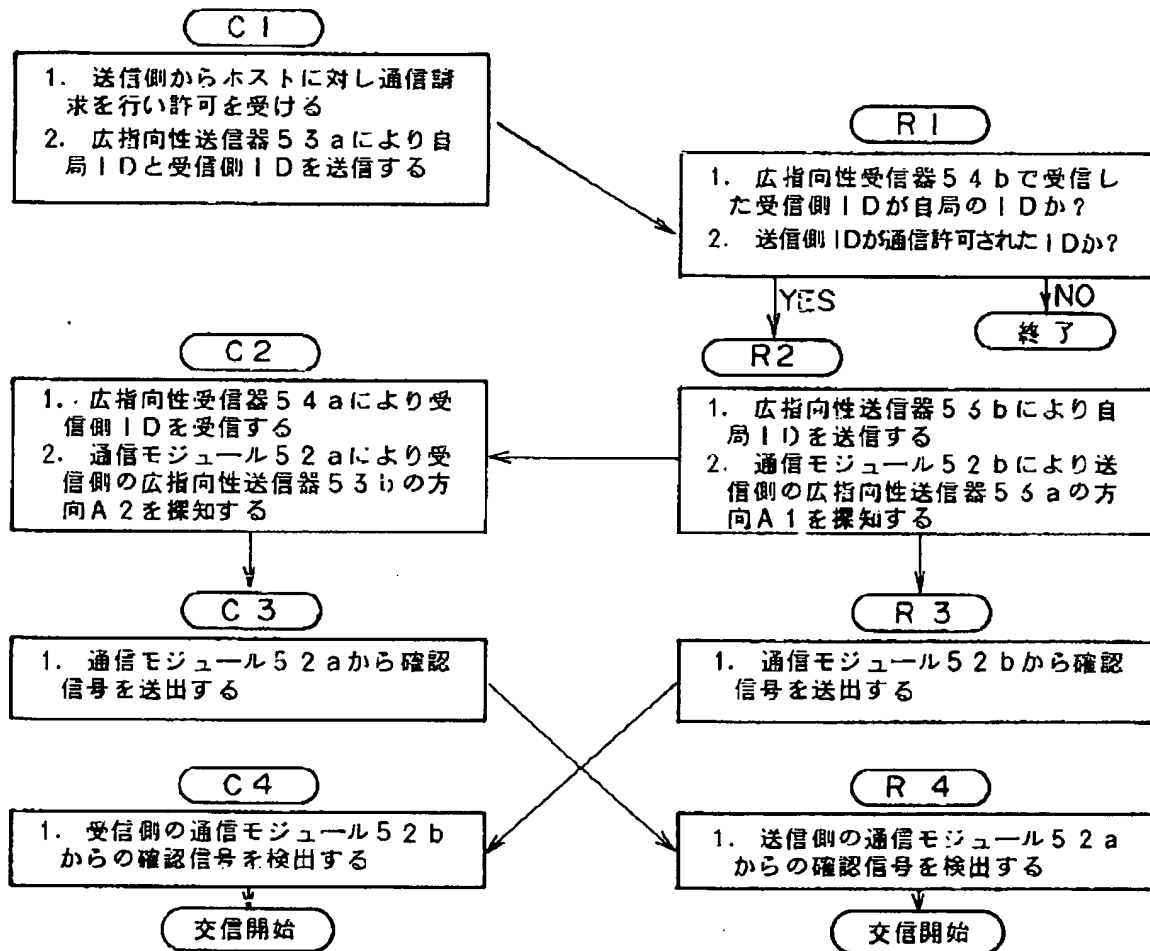 C1
1. 送信側からホストに対し通信請
求を行い許可を受ける
2. 広指向性送信器53aにより自
局IDと受信側IDを送信する
R1
1. 広指向性受信器54bで受信し
た受信側IDが自局のIDか?
2. 送信側IDが通信許可されたIDか?
YES
NO
終了
C2
1. 広指向性受信器54aにより受
信側IDを受信する
2. 通信モジュール52aにより受
信側の広指向性送信器53bの方
向A2を探知する
R2
1. 広指向性送信器53bにより自
局IDを送信する
2. 通信モジュール52bにより送
信側の広指向性送信器53aの方
向A1を探知する
C3
1. 通信モジュール52aから確認
信号を送出する
R3
1. 通信モジュール52bから確認
信号を送出する
C4
1. 受信側の通信モジュール52b
からの確認信号を検出する
交信開始
R4
1. 送信側の通信モジュール52a
からの確認信号を検出する
交信開始